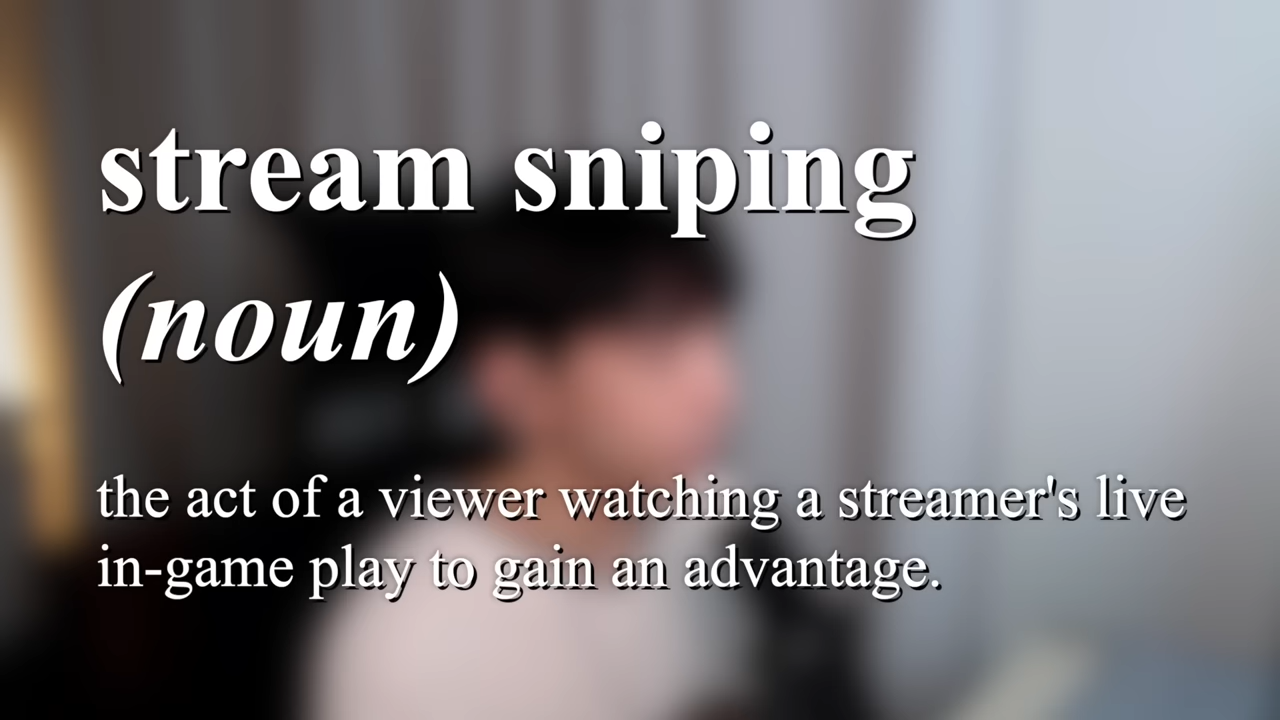 stream sniping
(noun)
the act of a viewer watching a streamer's live
in-game play to gain an advantage.